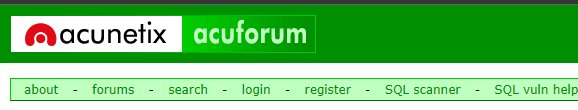 acunetix acuforum
about - forums - search - login - register - SQL scanner - SQL vuln help